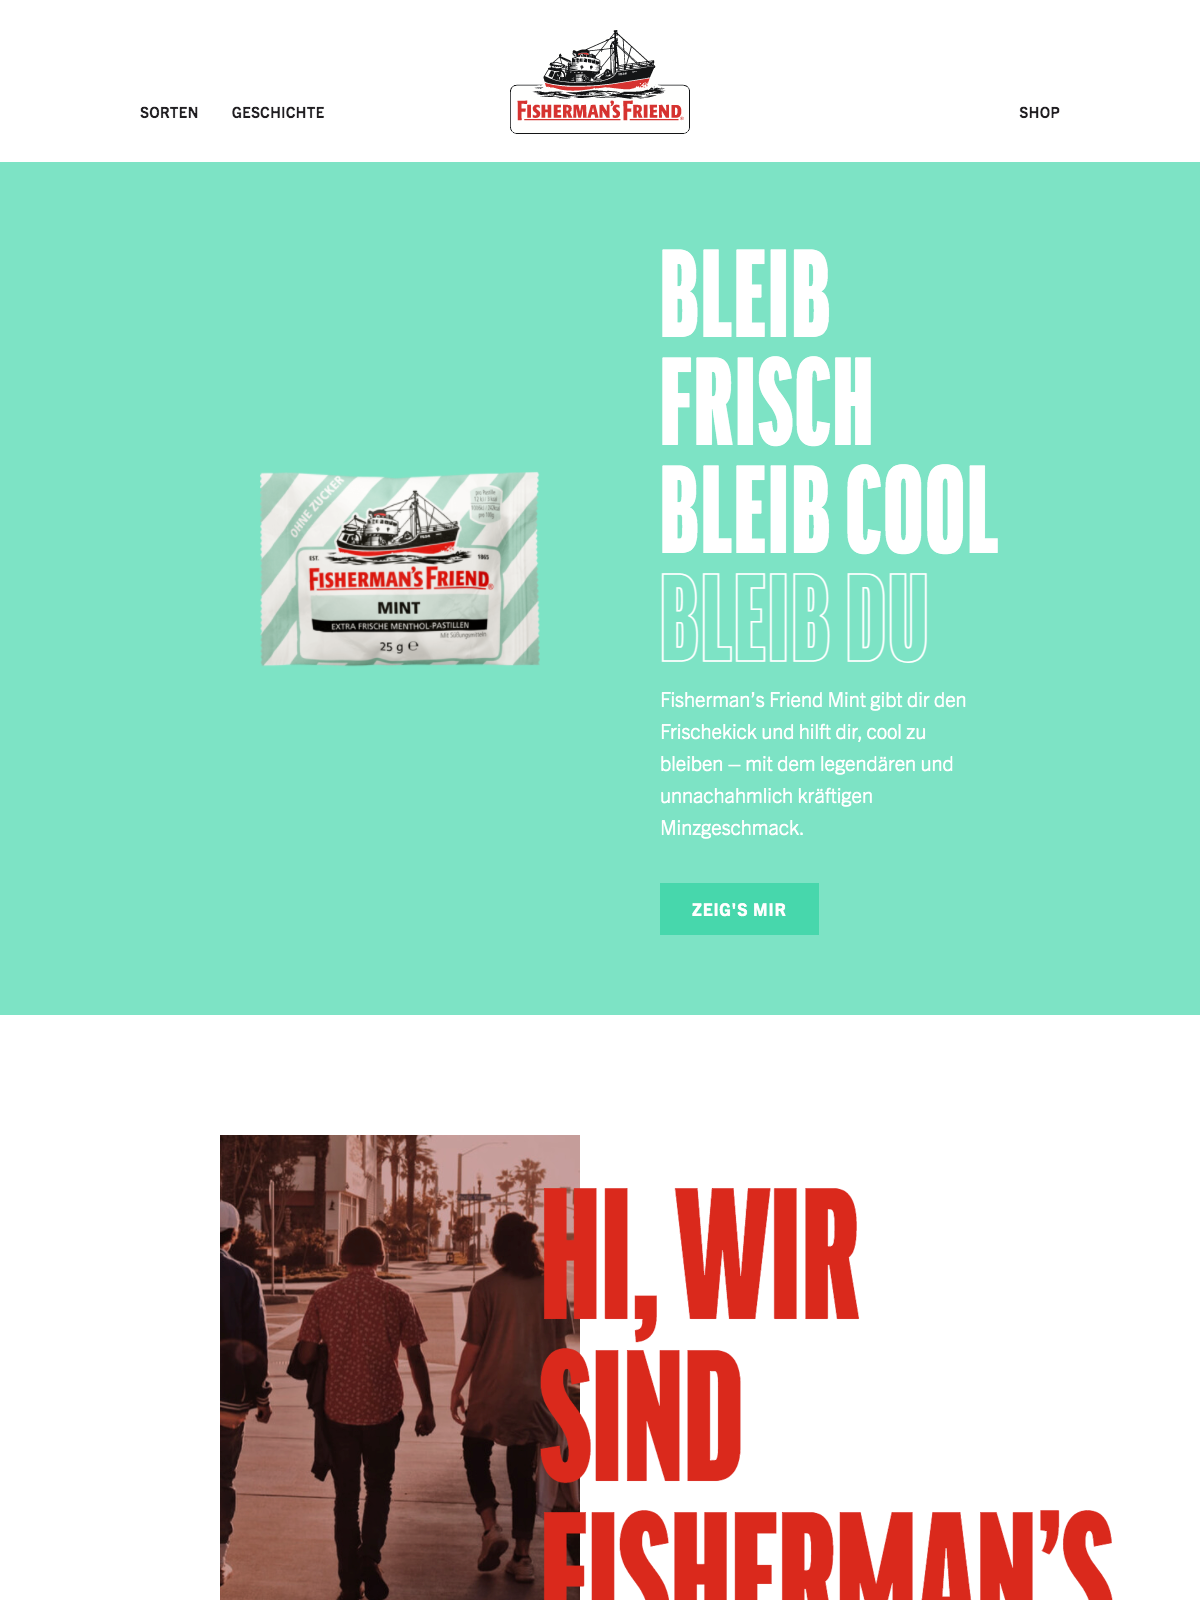 SORTEN GESCHICHTE
FISHERMAN'S FRIEND
SHOP
BLEIB
FRISCH
BLEIB COOL
BLEIB DU
OHNE ZUCKER
EST. 1865
FISHERMAN'S FRIEND
MINT
EXTRA FRISCHE MENTHOL-PASTILLEN
Mit Süßungsmitteln.
25 g ℮
Fisherman’s Friend Mint gibt dir den
Frischekick und hilft dir, cool zu
bleiben – mit dem legendären und
unnachahmlich kräftigen
Minzgeschmack.
ZEIG'S MIR
HI, WIR
SIND
FISHERMAN’S